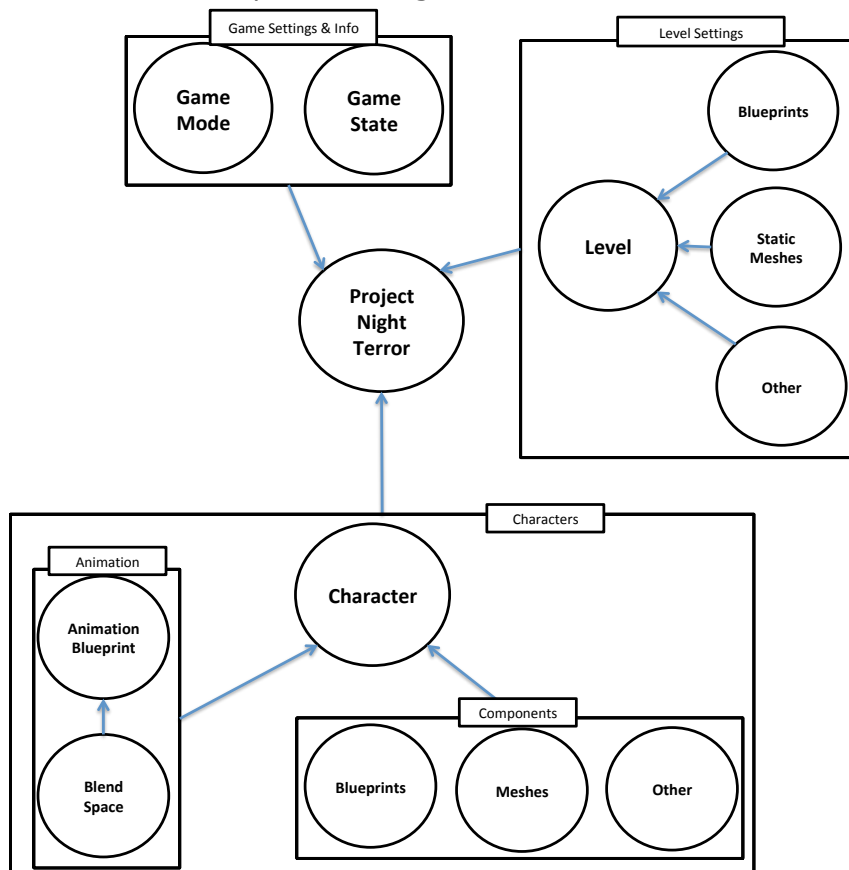 Game Settings & Info
Game
Mode
Game
State
Level Settings
Blueprints
Level
Static
Meshes
Other
Project
Night
Terror
Characters
Animation
Animation
Blueprint
Blend
Space
Character
Components
Blueprints
Meshes
Other